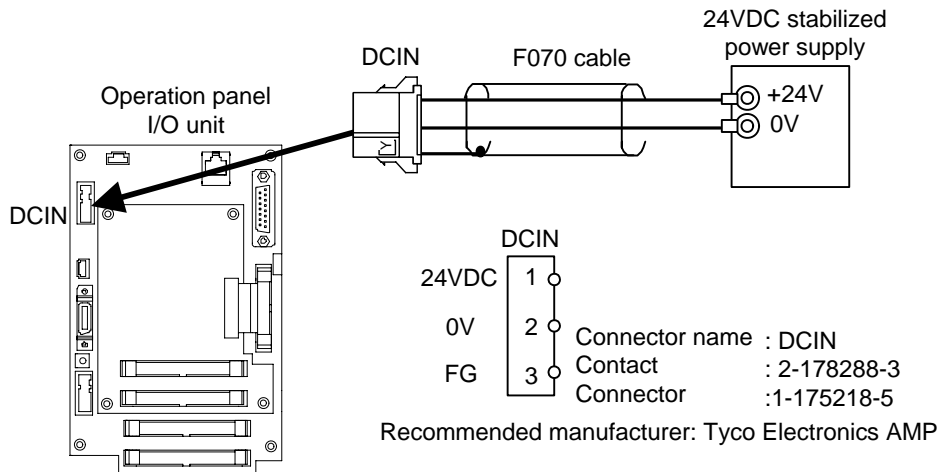 24VDC stabilized
power supply
DCIN
F070 cable
+24V
0V
Operation panel
I/O unit
Y
DCIN
DCIN
24VDC 1
0V 2
FG 3
Connector name : DCIN
Contact : 2-178288-3
Connector :1-175218-5
Recommended manufacturer: Tyco Electronics AMP